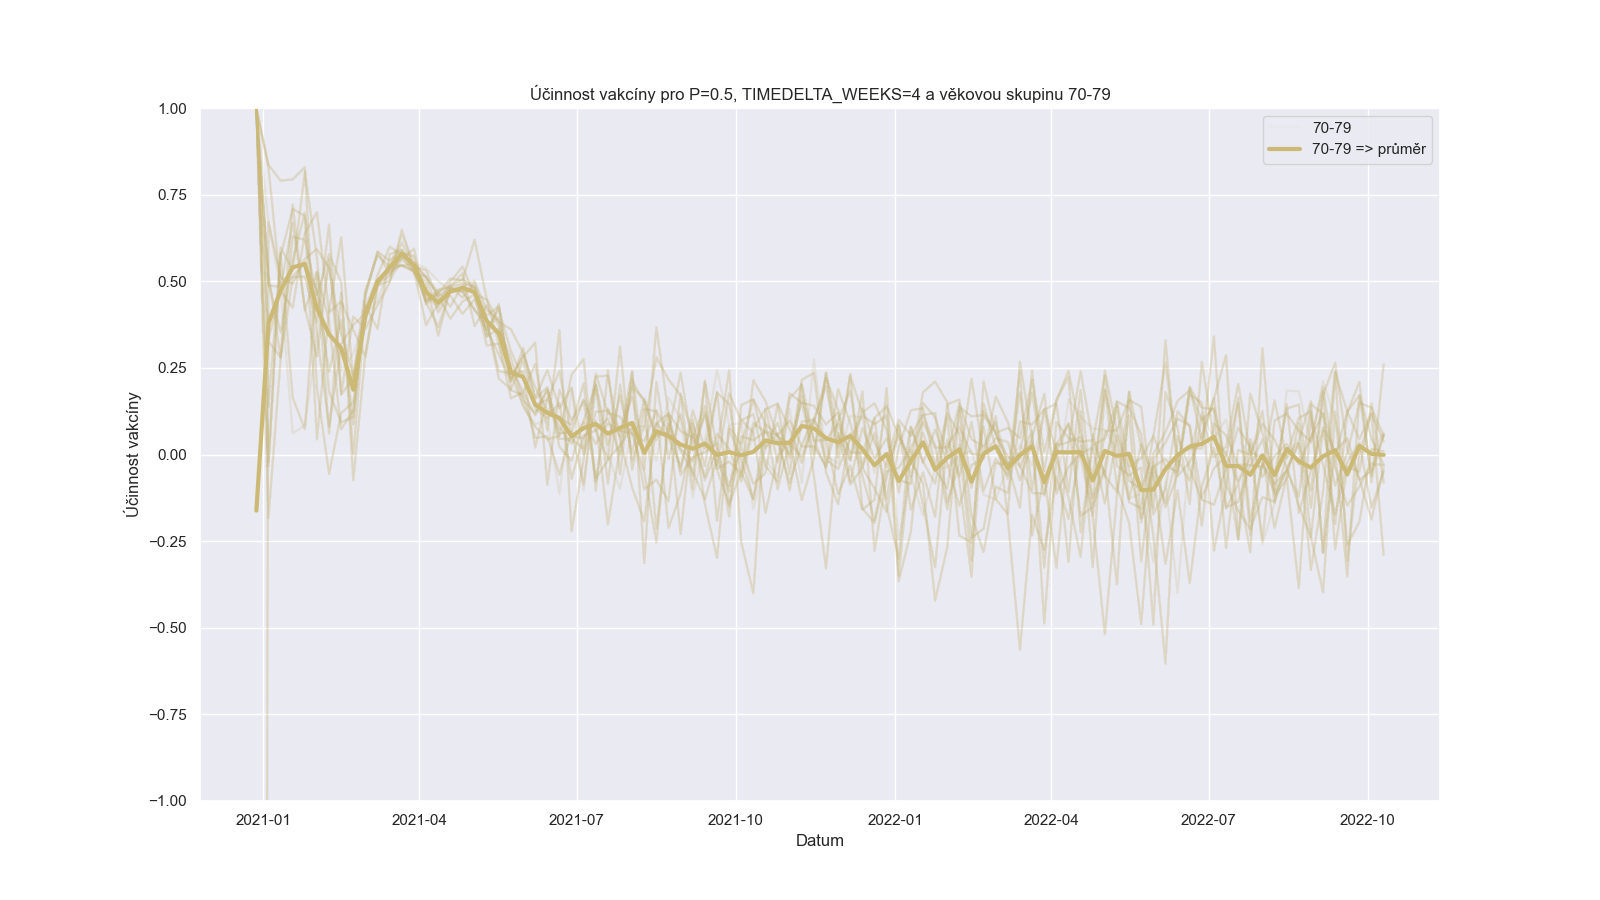 Účinnost vakcíny pro P=0.5, TIMEDELTA_WEEKS=4 a věkovou skupinu 70-79
70-79
70-79 => průměr
Účinnost vakcíny
1.00
0.75
0.50
0.25
0.00
−0.25
−0.50
−0.75
−1.00
2021-01 2021-04 2021-07 2021-10 2022-01 2022-04 2022-07 2022-10
Datum